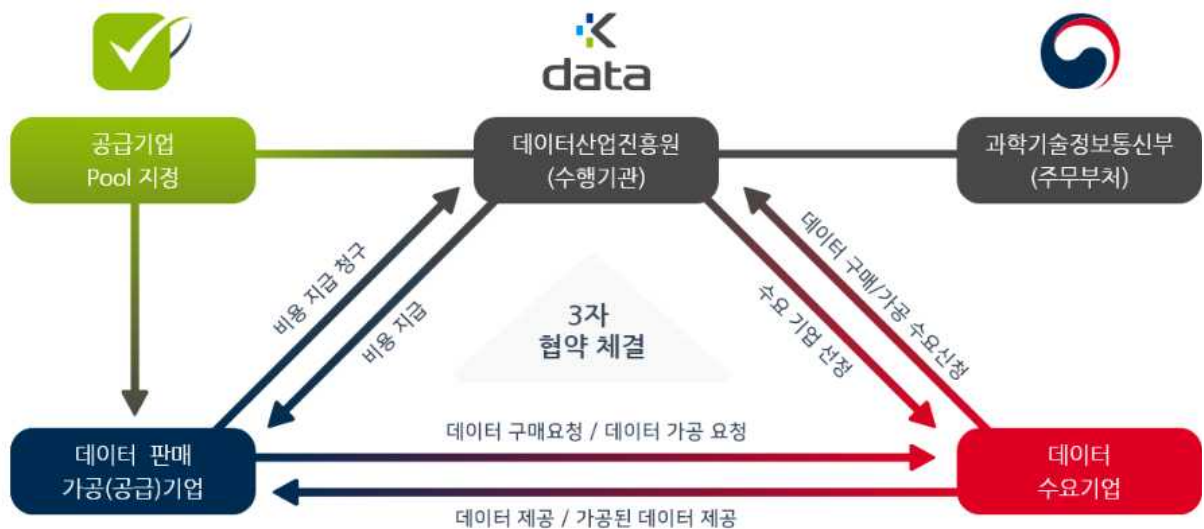 K
data
공급기업
Pool 지정
데이터산업진흥원
(수행기관)
과학기술정보통신부
(주무부처)
비용 지급 청구
비용 지급
3자
협약 체결
수요 기업 선정
데이터 구매/가공 수요신청
데이터 판매
가공(공급)기업
데이터 구매요청 / 데이터 가공 요청
데이터 제공 / 가공된 데이터 제공
데이터
수요기업